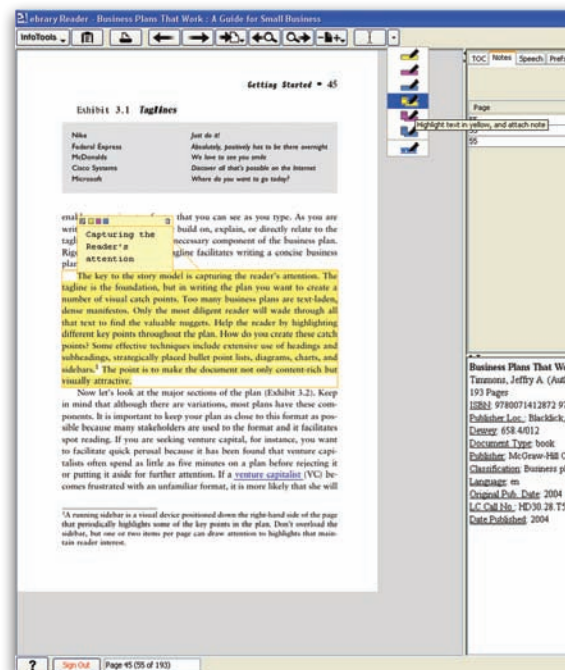 ebrary Reader - Business Plans That Work : A Guide for Small Business
InfoTools
TOC Notes Speech Pref
Page
Highlight text in yellow, and attach note
55
Getting Started • 45
Exhibit 3.1 Taglines
Nike Just do it!
Federal Express Absolutely, positively has to be there overnight
McDonalds We love to see you smile
Cisco Systems Discover all that's possible on the Internet
Microsoft Where do you want to go today?
that you can see as you type. As you are
build on, explain, or directly relate to the
necessary component of the business plan.
tagline facilitates writing a concise business
plan
Capturing the
Reader's
attention
The key to the story model is capturing the reader's attention. The
tagline is the foundation, but in writing the plan you want to create a
number of visual catch points. Too many business plans are text-laden,
dense manifestos. Only the most diligent reader will wade through all
that text to find the valuable nuggets. Help the reader by highlighting
different key points throughout the plan. How do you create these catch
points? Some effective techniques include extensive use of headings and
subheadings, strategically placed bullet point lists, diagrams, charts, and
sidebars.¹ The point is to make the document not only content-rich but
visually attractive.
Now let's look at the major sections of the plan (Exhibit 3.2). Keep
in mind that although there are variations, most plans have these com-
ponents. It is important to keep your plan as close to this format as pos-
sible because many stakeholders are used to the format and it facilitates
spot reading. If you are seeking venture capital, for instance, you want
to facilitate quick perusal because it has been found that venture capi-
talists often spend as little as five minutes on a plan before rejecting it
or putting it aside for further attention. If a venture capitalist (VC) be-
comes frustrated with an unfamiliar format, it is more likely that she will
¹A running sidebar is a visual device positioned down the right-hand side of the page
that periodically highlights some of the key points in the plan. Don't overload the
sidebar, but one or two items per page can draw attention to highlights that main-
tain reader interest.
Business Plans That Wo
Timmons, Jeffry A. (Aut
193 Pages
ISBN: 9780071412872 97
Publisher Loc.: Blacklick,
Dewey: 658.4/012
Document Type: book
Publisher: McGraw-Hill C
Classification: Business pl
Language: en
Original Pub. Date: 2004
LC Call No.: HD30.28.T5
Date Published: 2004
? Sign Out Page 45 (55 of 193)